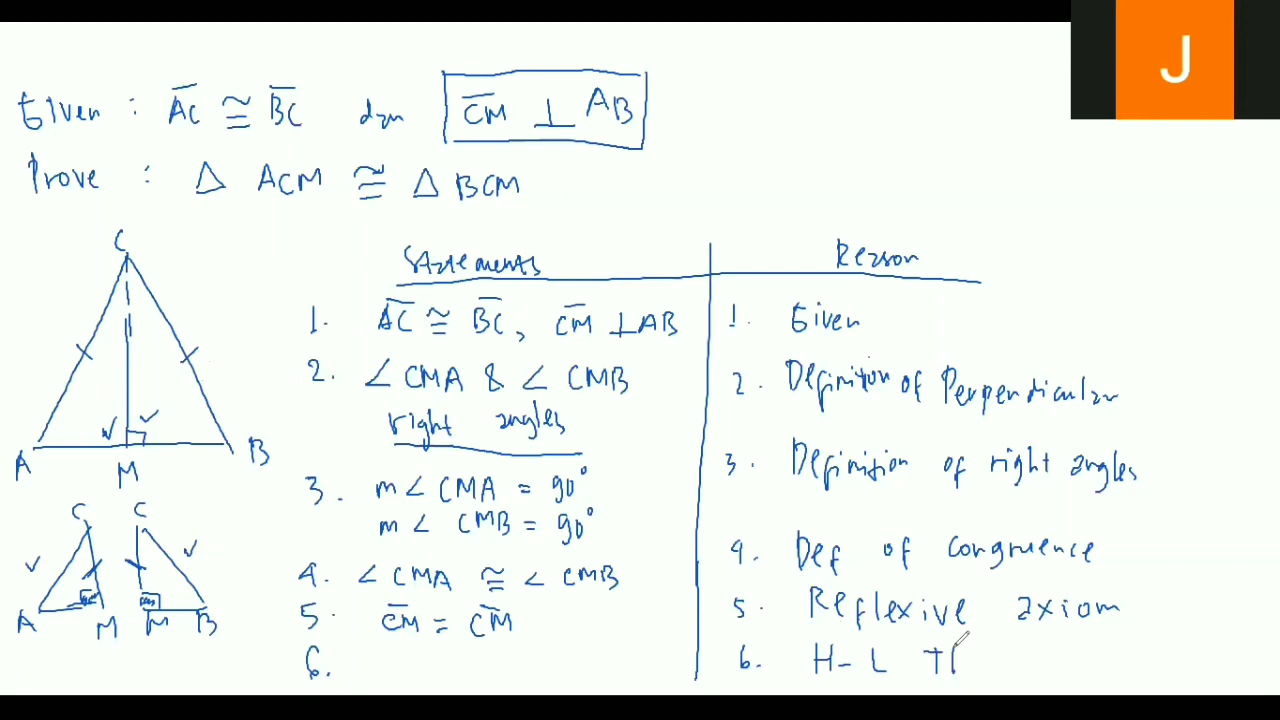 J
Given : AC ≅ BC dan CM ⊥ AB
Prove : △ ACM ≅ △ BCM
Statements
Reason
1. AC ≅ BC, CM ⊥ AB
1. Given
2. ∠ CMA & ∠ CMB
right angles
2. Definition of Perpendicular
3. m∠ CMA = 90°
m∠ CMB = 90°
3. Definition of right angles
4. ∠ CMA ≅ ∠ CMB
4. Def of congruence
5. CM = CM
5. Reflexive axiom
6.
6. H-L T
C
A
M
B
C
C
A
M
M
B